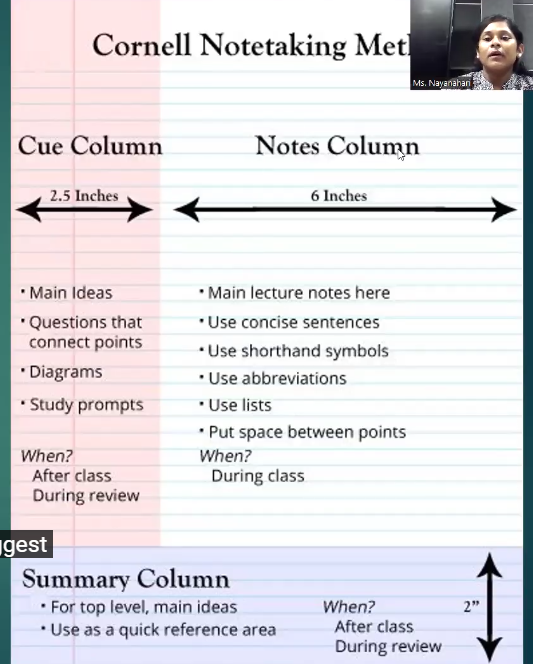 Cornell Notetaking Met
Ms. Nayanahari
Cue Column
Notes Column
2.5 Inches
6 Inches
• Main Ideas
• Questions that
connect points
• Diagrams
• Study prompts
When?
After class
During review
• Main lecture notes here
• Use concise sentences
• Use shorthand symbols
• Use abbreviations
• Use lists
• Put space between points
When?
During class
ggest
Summary Column
• For top level, main ideas
• Use as a quick reference area
When?
After class
During review
2”